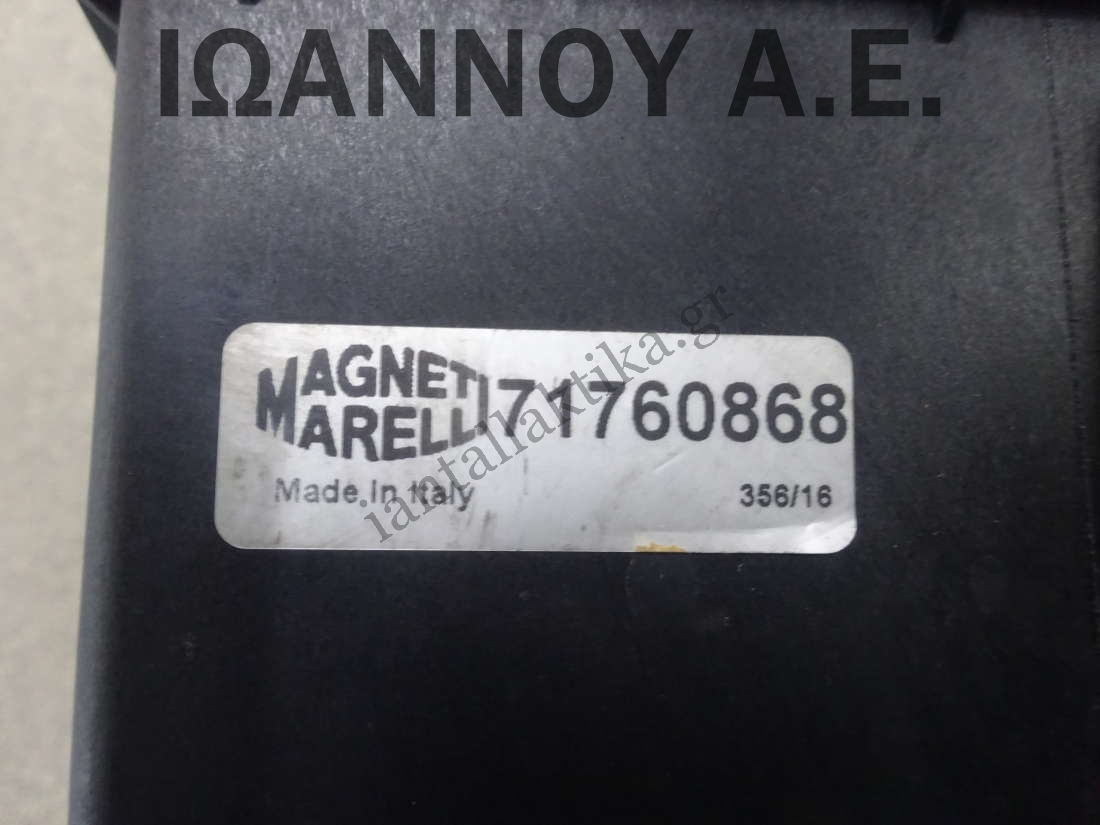 ΙΩΑΝΝΟΥ Α.Ε.
MAGNETI MARELLI
71760868
Made in Italy
356/16
iantallaktika.gr